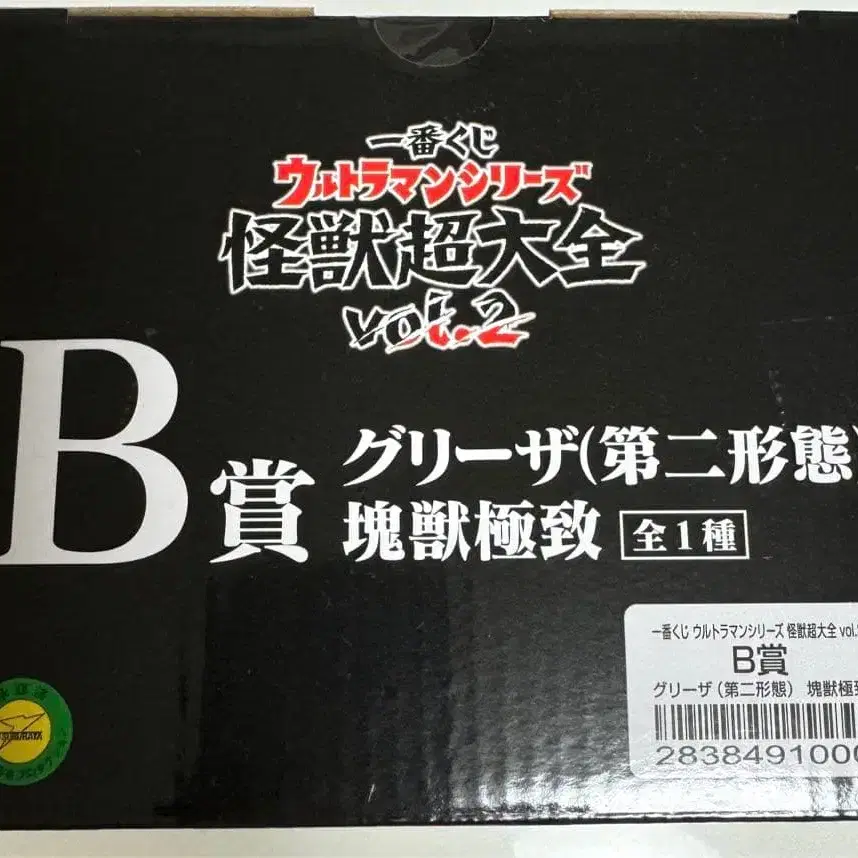 一番くじ
ウルトラマンシリーズ
怪獣超大全
vol.2
B賞
グリーザ(第二形態)
塊獣極致 全1種
一番くじ ウルトラマンシリーズ 怪獣超大全 vol.
B賞
グリーザ(第二形態) 塊獣極
2838491000